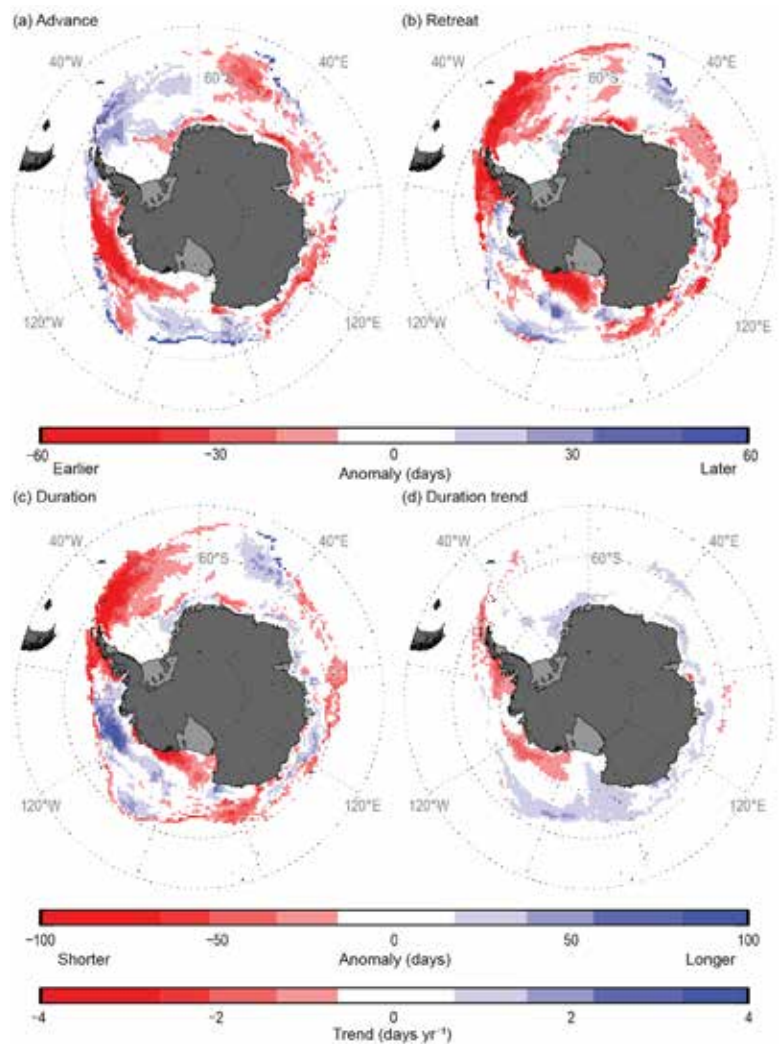 (a) Advance
(b) Retreat
40°W
60°S
40°E
40°W
60°S
40°E
120°W
120°E
120°W
120°E
−60
−30
0
30
60
Earlier
Anomaly (days)
Later
(c) Duration
(d) Duration trend
40°W
60°S
40°E
40°W
60°S
40°E
120°W
120°E
120°W
120°E
−100
−50
0
50
100
Shorter
Anomaly (days)
Longer
−4
−2
0
2
4
Trend (days yr⁻¹)